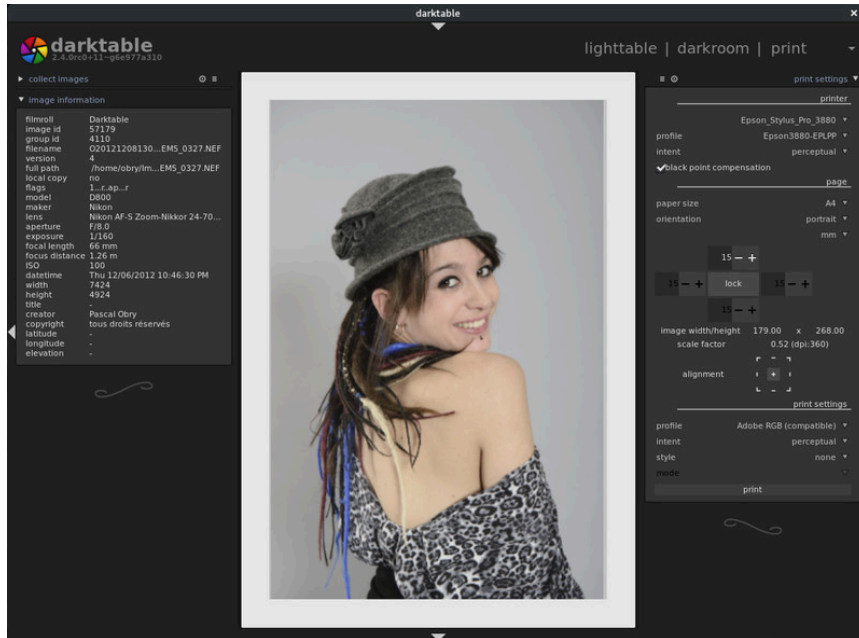 darktable
darktable
2.4.0rc0+11~g6e977a310
lighttable | darkroom | print
collect images
image information
filmroll Darktable
image id 57179
group id 4110
filename O20121208130...EM5_0327.NEF
version 4
full path /home/obry/Im...EM5_0327.NEF
local copy no
flags 1...r.ap...r
model D800
maker Nikon
lens Nikon AF-S Zoom-Nikkor 24-70...
aperture F/8.0
exposure 1/160
focal length 66 mm
focus distance 1.26 m
ISO 100
datetime Thu 12/06/2012 10:46:30 PM
width 7424
height 4924
title -
creator Pascal Obry
copyright tous droits réservés
latitude -
longitude -
elevation -
print settings
printer
Epson_Stylus_Pro_3880
profile Epson3880-EPLPP
intent perceptual
black point compensation
page
paper size A4
orientation portrait
mm
15 − +
15 − + lock 15 − +
15 − +
image width/height 179.00 x 268.00
scale factor 0.52 (dpi:360)
alignment
print settings
profile Adobe RGB (compatible)
intent perceptual
style none
mode
print